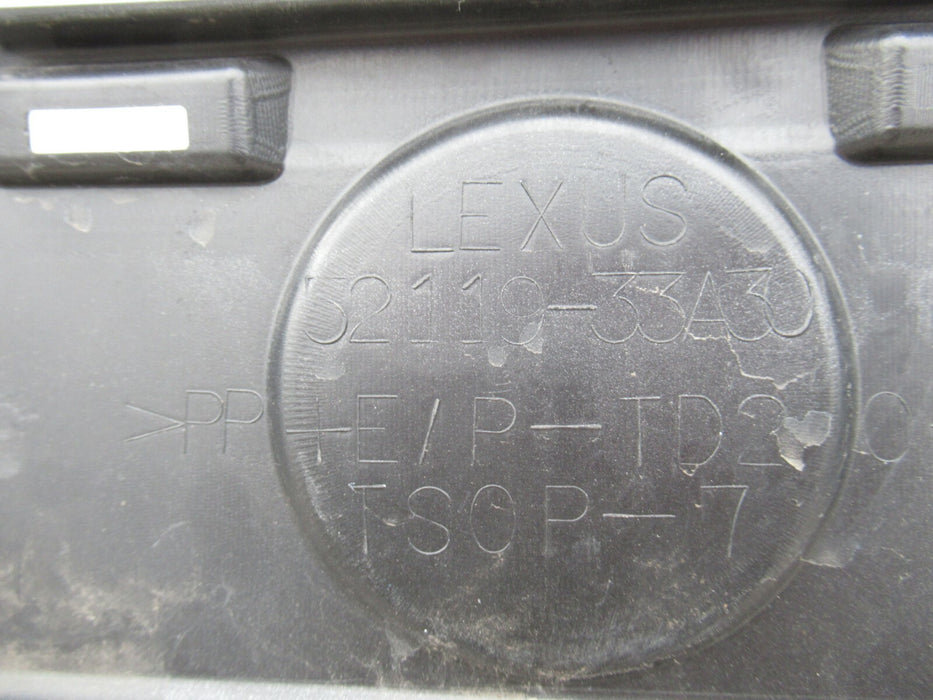 LEXUS
52119-33A30
>PP+E/P-TD20
TSOP-7